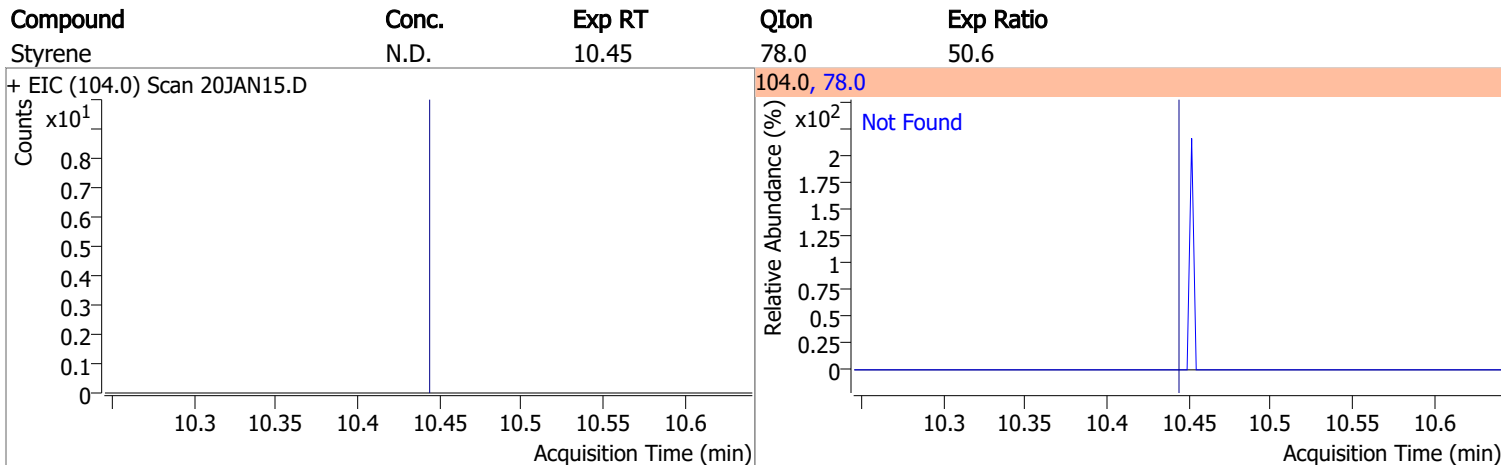 Compound Conc. Exp RT QIon Exp Ratio
Styrene N.D. 10.45 78.0 50.6
+ EIC (104.0) Scan 20JAN15.D
Counts
x10¹
0.8
0.7
0.6
0.5
0.4
0.3
0.2
0.1
0
10.3 10.35 10.4 10.45 10.5 10.55 10.6
Acquisition Time (min)
104.0, 78.0
Relative Abundance (%)
x10²
Not Found
2
1.75
1.5
1.25
1
0.75
0.5
0.25
0
10.3 10.35 10.4 10.45 10.5 10.55 10.6
Acquisition Time (min)